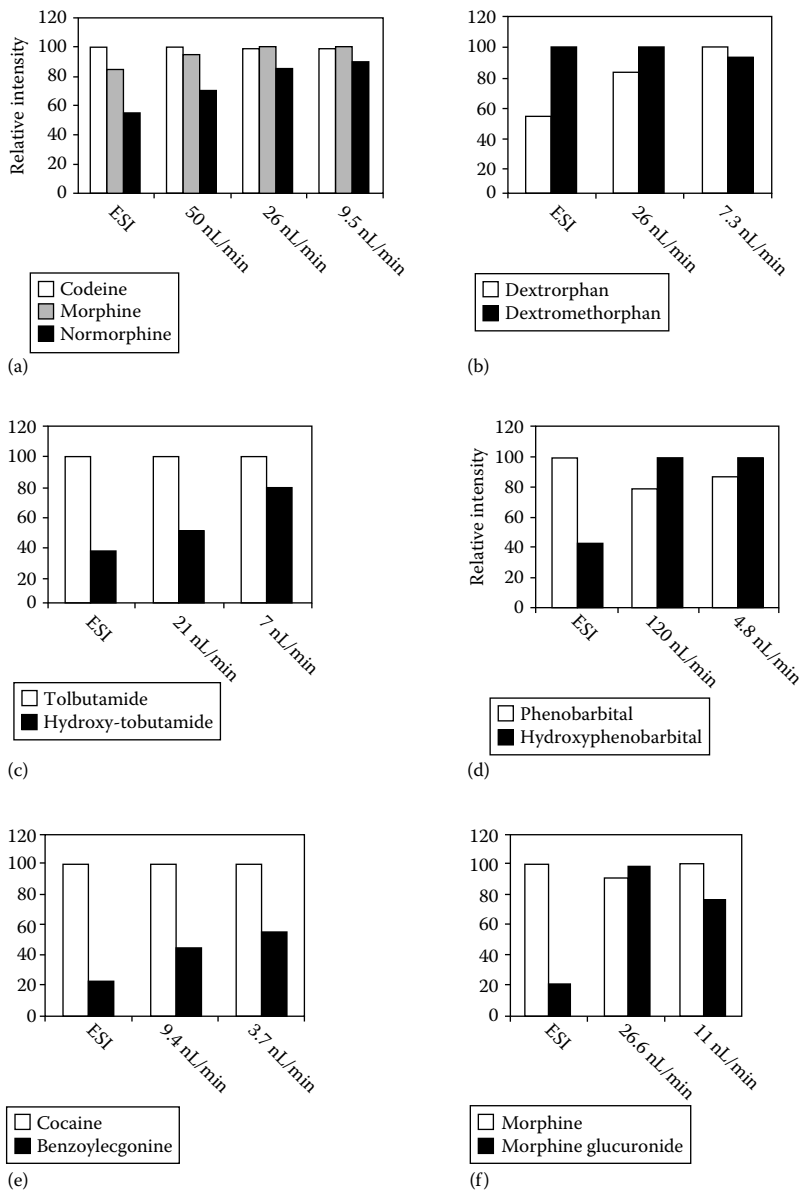 Relative intensity
120
100
80
60
40
20
0
ESI
50 nL/min
26 nL/min
9.5 nL/min
Codeine
Morphine
Normorphine
(a)
120
100
80
60
40
20
0
ESI
26 nL/min
7.3 nL/min
Dextrorphan
Dextromethorphan
(b)
120
100
80
60
40
20
0
ESI
21 nL/min
7 nL/min
Tolbutamide
Hydroxy-tobutamide
(c)
Relative intensity
120
100
80
60
40
20
0
ESI
120 nL/min
4.8 nL/min
Phenobarbital
Hydroxyphenobarbital
(d)
120
100
80
60
40
20
0
ESI
9.4 nL/min
3.7 nL/min
Cocaine
Benzoylecgonine
(e)
120
100
80
60
40
20
0
ESI
26.6 nL/min
11 nL/min
Morphine
Morphine glucuronide
(f)